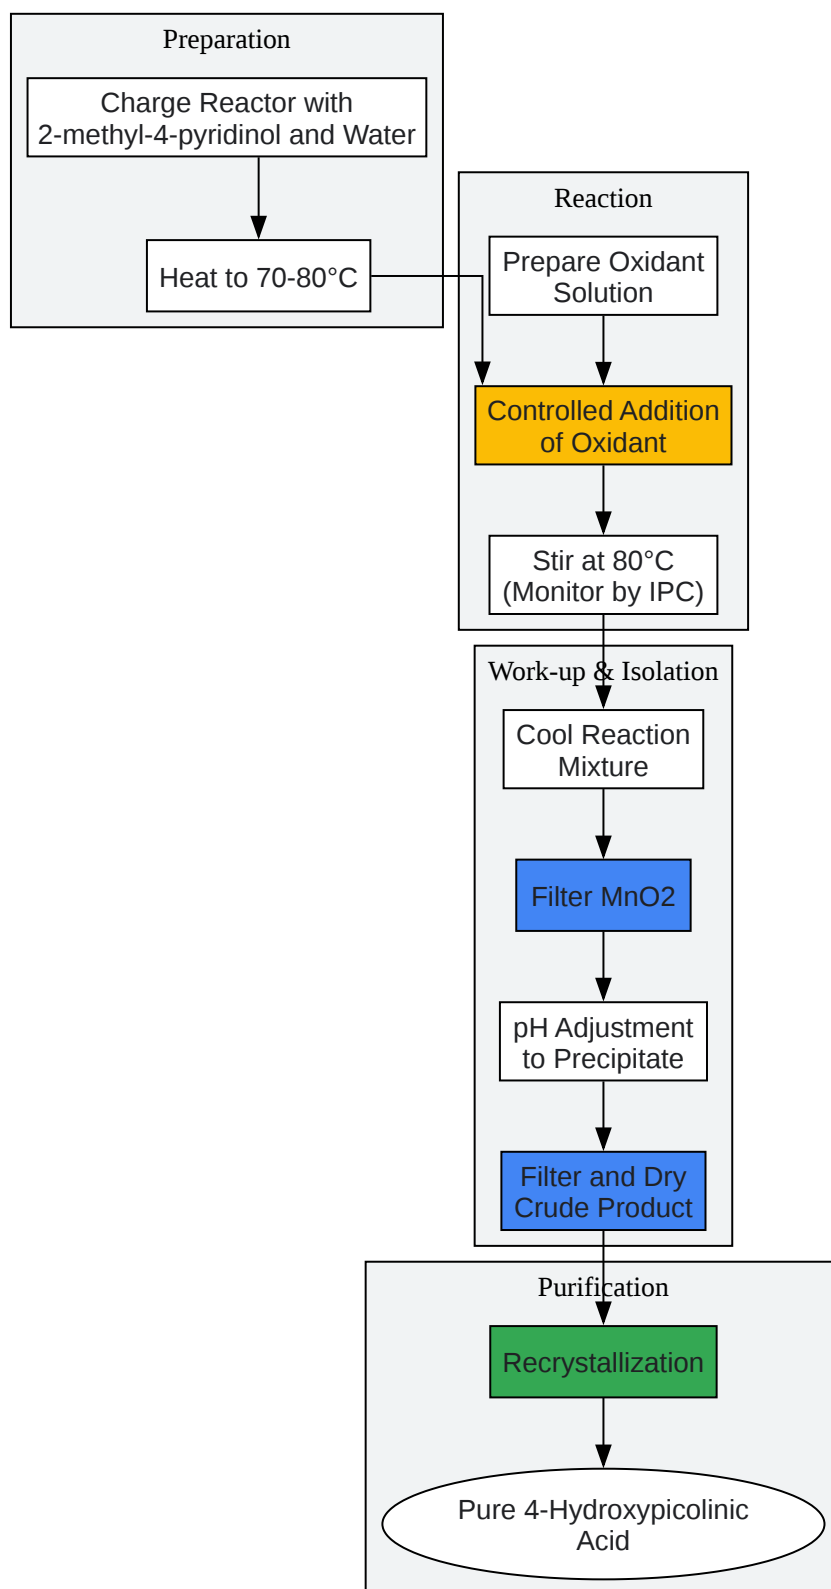 Preparation
Charge Reactor with
2-methyl-4-pyridinol and Water
Heat to 70-80°C
Reaction
Prepare Oxidant
Solution
Controlled Addition
of Oxidant
Stir at 80°C
(Monitor by IPC)
Work-up & Isolation
Cool Reaction
Mixture
Filter MnO2
pH Adjustment
to Precipitate
Filter and Dry
Crude Product
Purification
Recrystallization
Pure 4-Hydroxypicolinic
Acid